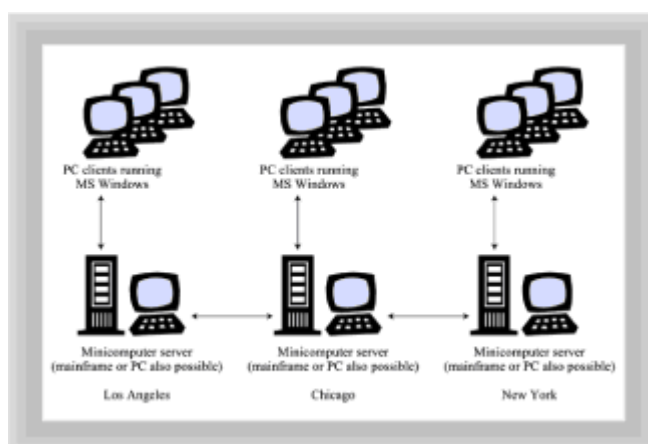 PC clients running
MS Windows
PC clients running
MS Windows
PC clients running
MS Windows
Minicomputer server
(mainframe or PC also possible)
Los Angeles
Minicomputer server
(mainframe or PC also possible)
Chicago
Minicomputer server
(mainframe or PC also possible)
New York